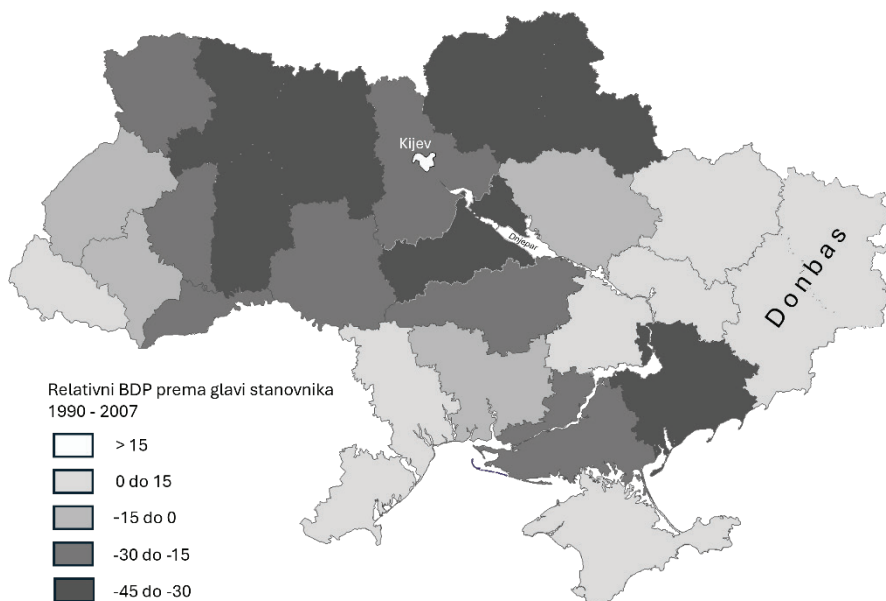 Kijev
Dnjepar
Donbas
Relativni BDP prema glavi stanovnika
1990 - 2007
> 15
0 do 15
-15 do 0
-30 do -15
-45 do -30